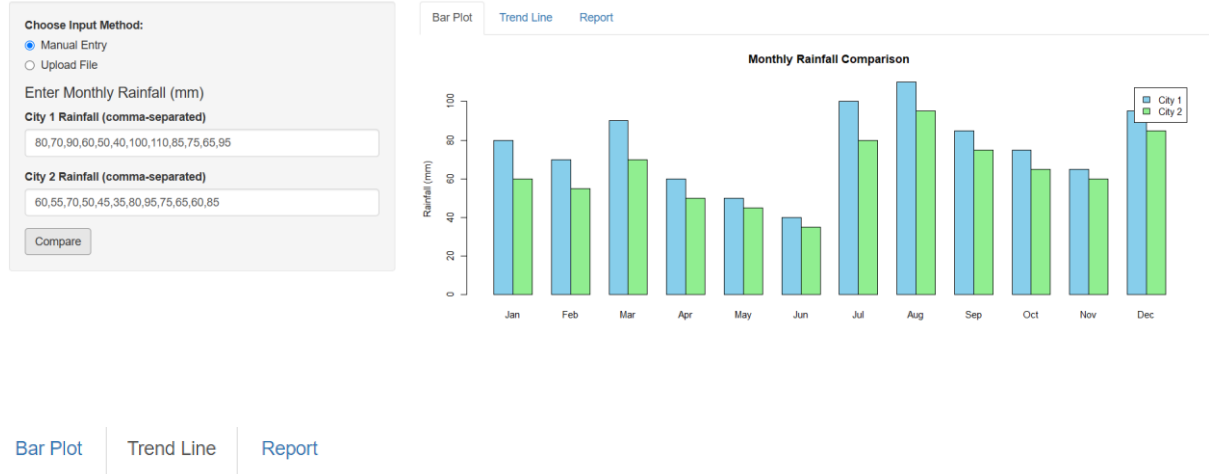 Choose Input Method:
Manual Entry
Upload File
Enter Monthly Rainfall (mm)
City 1 Rainfall (comma-separated)
80,70,90,60,50,40,100,110,85,75,65,95
City 2 Rainfall (comma-separated)
60,55,70,50,45,35,80,95,75,65,60,85
Compare
Bar Plot Trend Line Report
Monthly Rainfall Comparison
City 1
City 2
Rainfall (mm)
100
80
60
40
20
0
Jan Feb Mar Apr May Jun Jul Aug Sep Oct Nov Dec
Bar Plot Trend Line Report